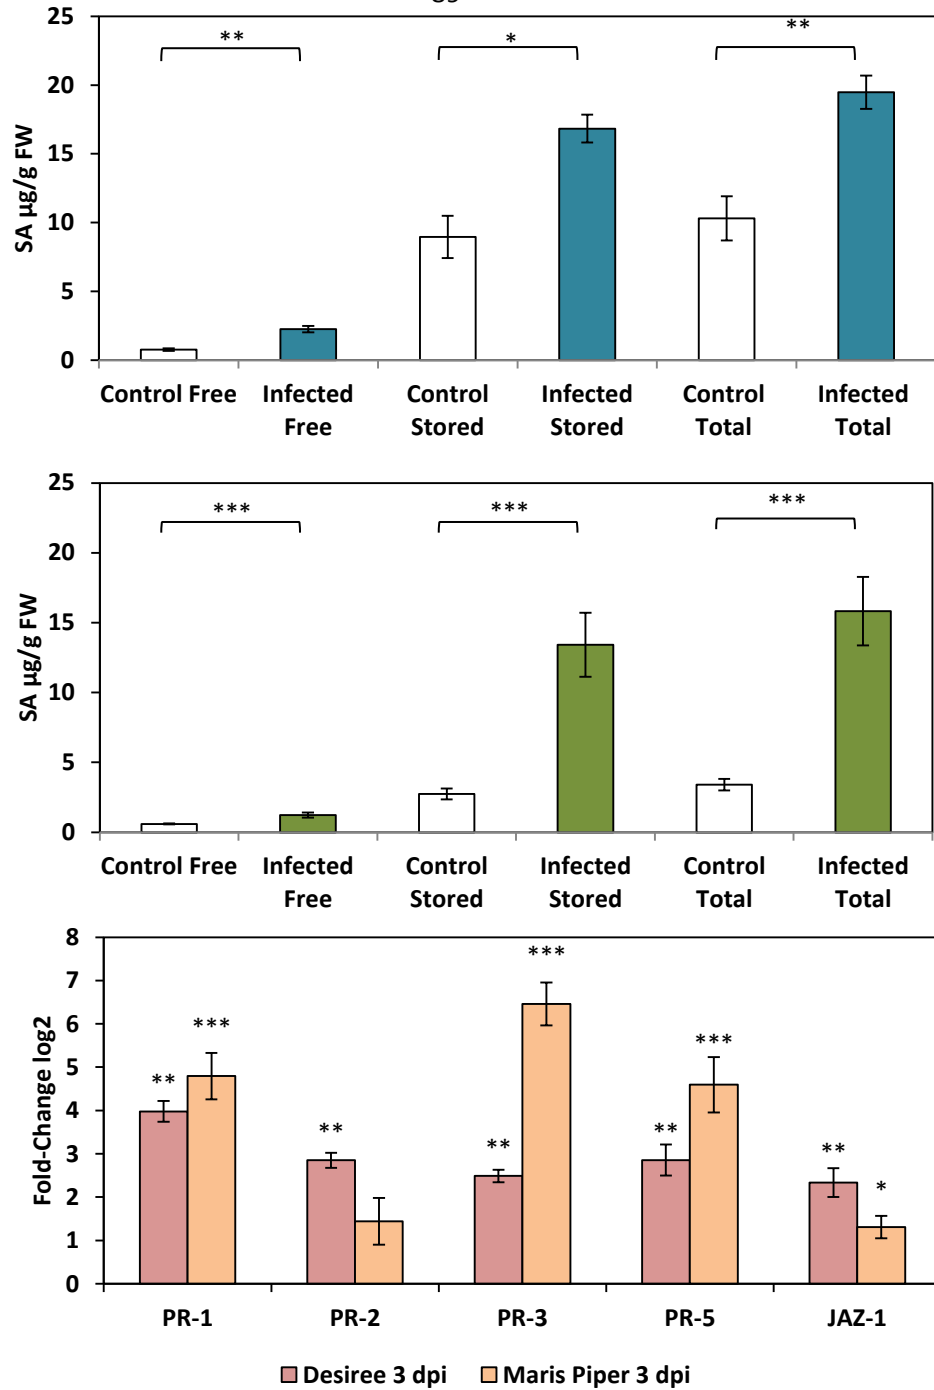 25
20
15
10
5
0
SA µg/g FW
** * **
Control Free Infected Free Control Stored Infected Stored Control Total Infected Total
25
20
15
10
5
0
SA µg/g FW
*** *** ***
Control Free Infected Free Control Stored Infected Stored Control Total Infected Total
8
7
6
5
4
3
2
1
0
Fold-Change log2
** *** ** ** *** ** *** ** *
PR-1 PR-2 PR-3 PR-5 JAZ-1
Desiree 3 dpi Maris Piper 3 dpi